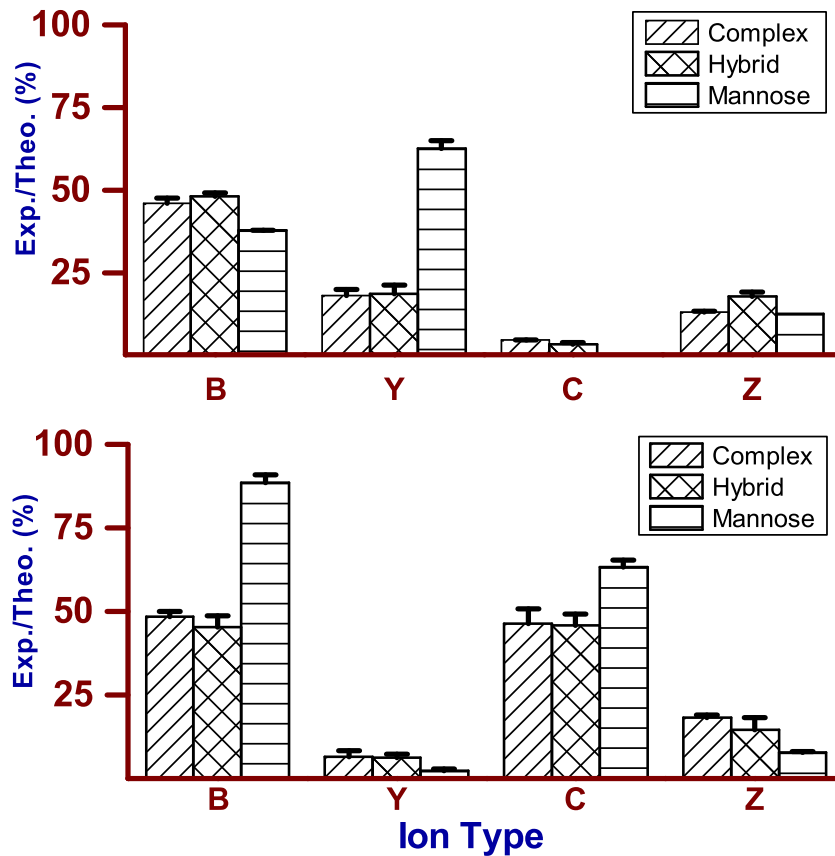 100
75
50
25
Exp./Theo. (%)
Complex
Hybrid
Mannose
B Y C Z
100
75
50
25
Exp./Theo. (%)
Complex
Hybrid
Mannose
B Y C Z
Ion Type